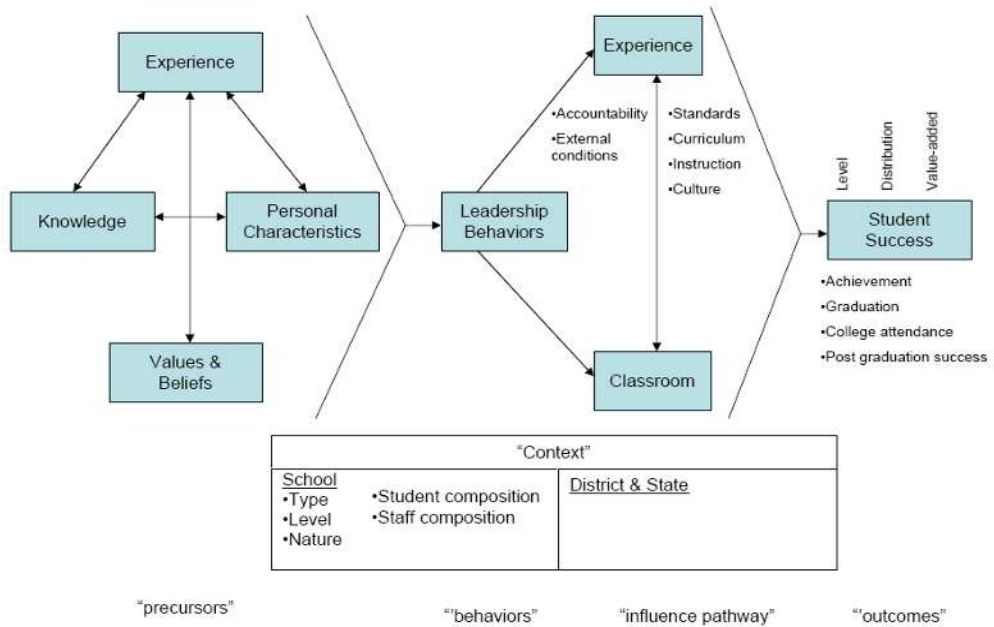 Experience
Knowledge
Personal
Characteristics
Values &
Beliefs
Leadership
Behaviors
Experience
•Accountability
•External
conditions
•Standards
•Curriculum
•Instruction
•Culture
Classroom
Level
Distribution
Value-added
Student
Success
•Achievement
•Graduation
•College attendance
•Post graduation success
“Context”
School
•Type
•Level
•Nature
•Student composition
•Staff composition
District & State
“precursors”
“’behaviors”
“influence pathway”
“’outcomes”